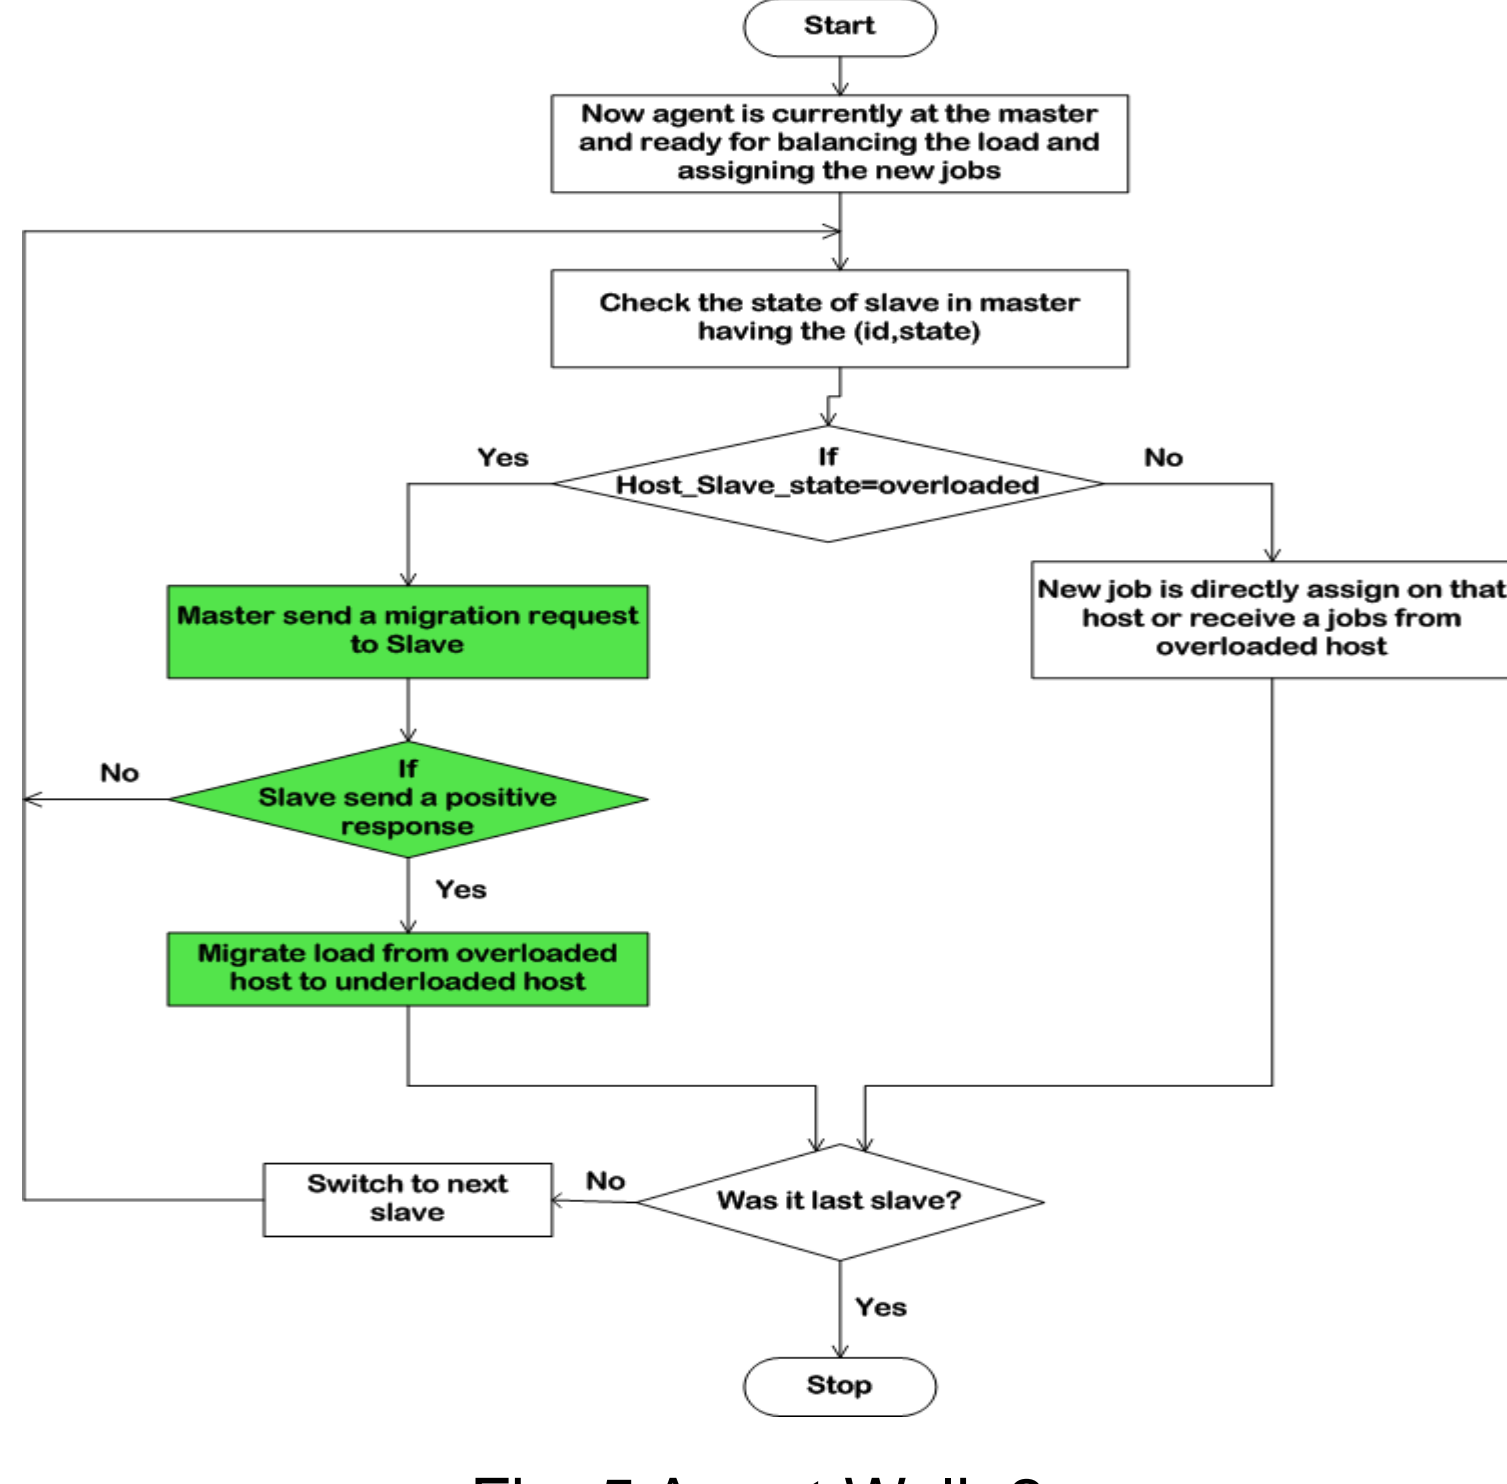 Start
Now agent is currently at the master
and ready for balancing the load and
assigning the new jobs
Check the state of slave in master
having the (id,state)
Yes
If
Host_Slave_state=overloaded
No
Master send a migration request
to Slave
New job is directly assign on that
host or receive a jobs from
overloaded host
No
If
Slave send a positive
response
Yes
Migrate load from overloaded
host to underloaded host
Switch to next
slave
No
Was it last slave?
Yes
Stop